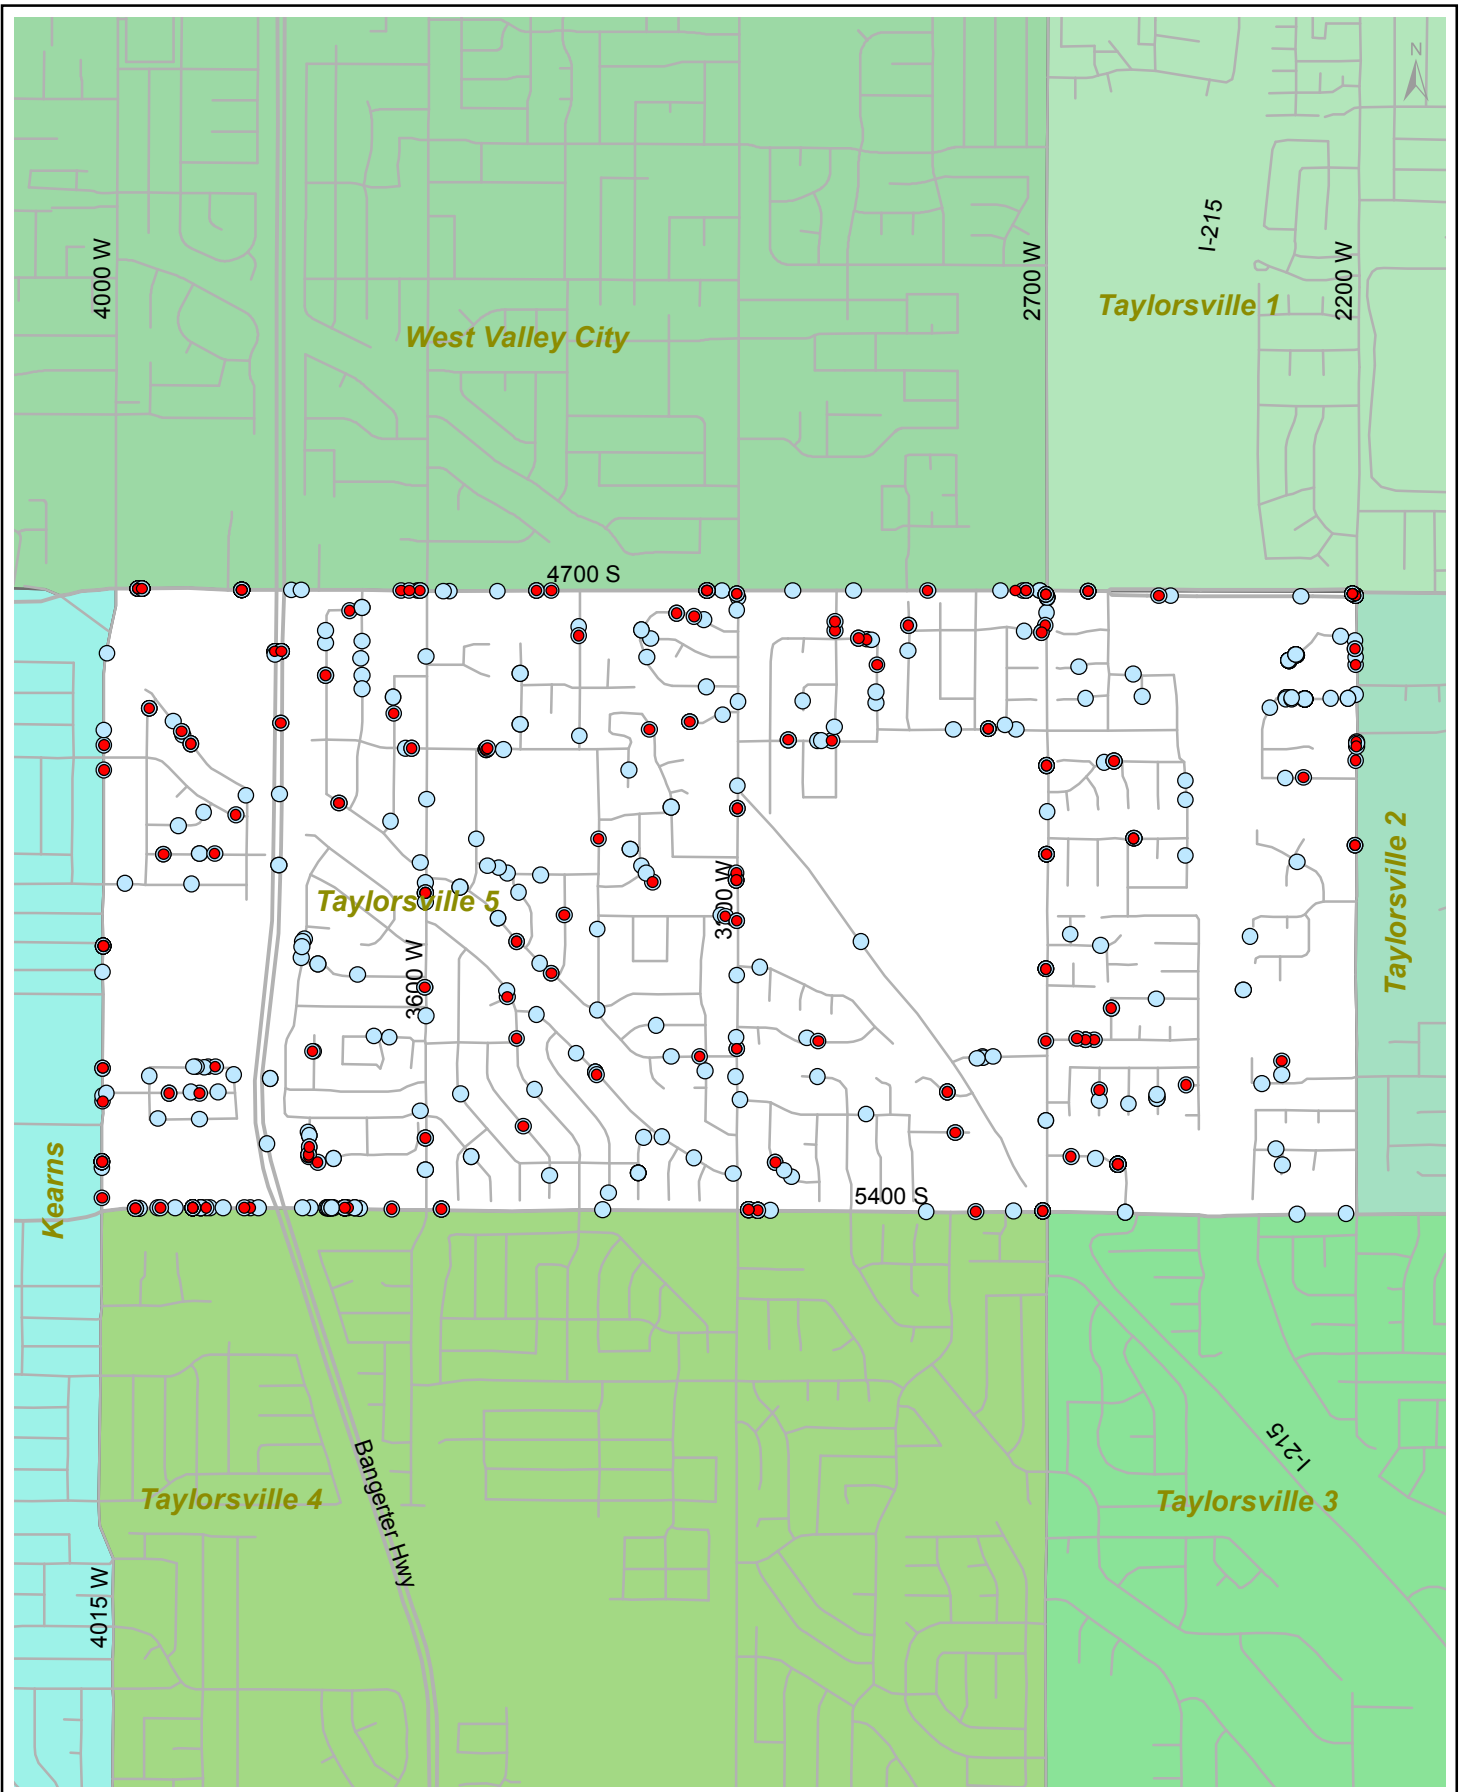 N
I-215
4000 W
2700 W
2200 W
Taylorsville 1
West Valley City
4700 S
Taylorsville 2
Taylorsville 5
3600 W
Kearns
5400 S
I-215
Bangerter Hwy
Taylorsville 4
Taylorsville 3
4015 W